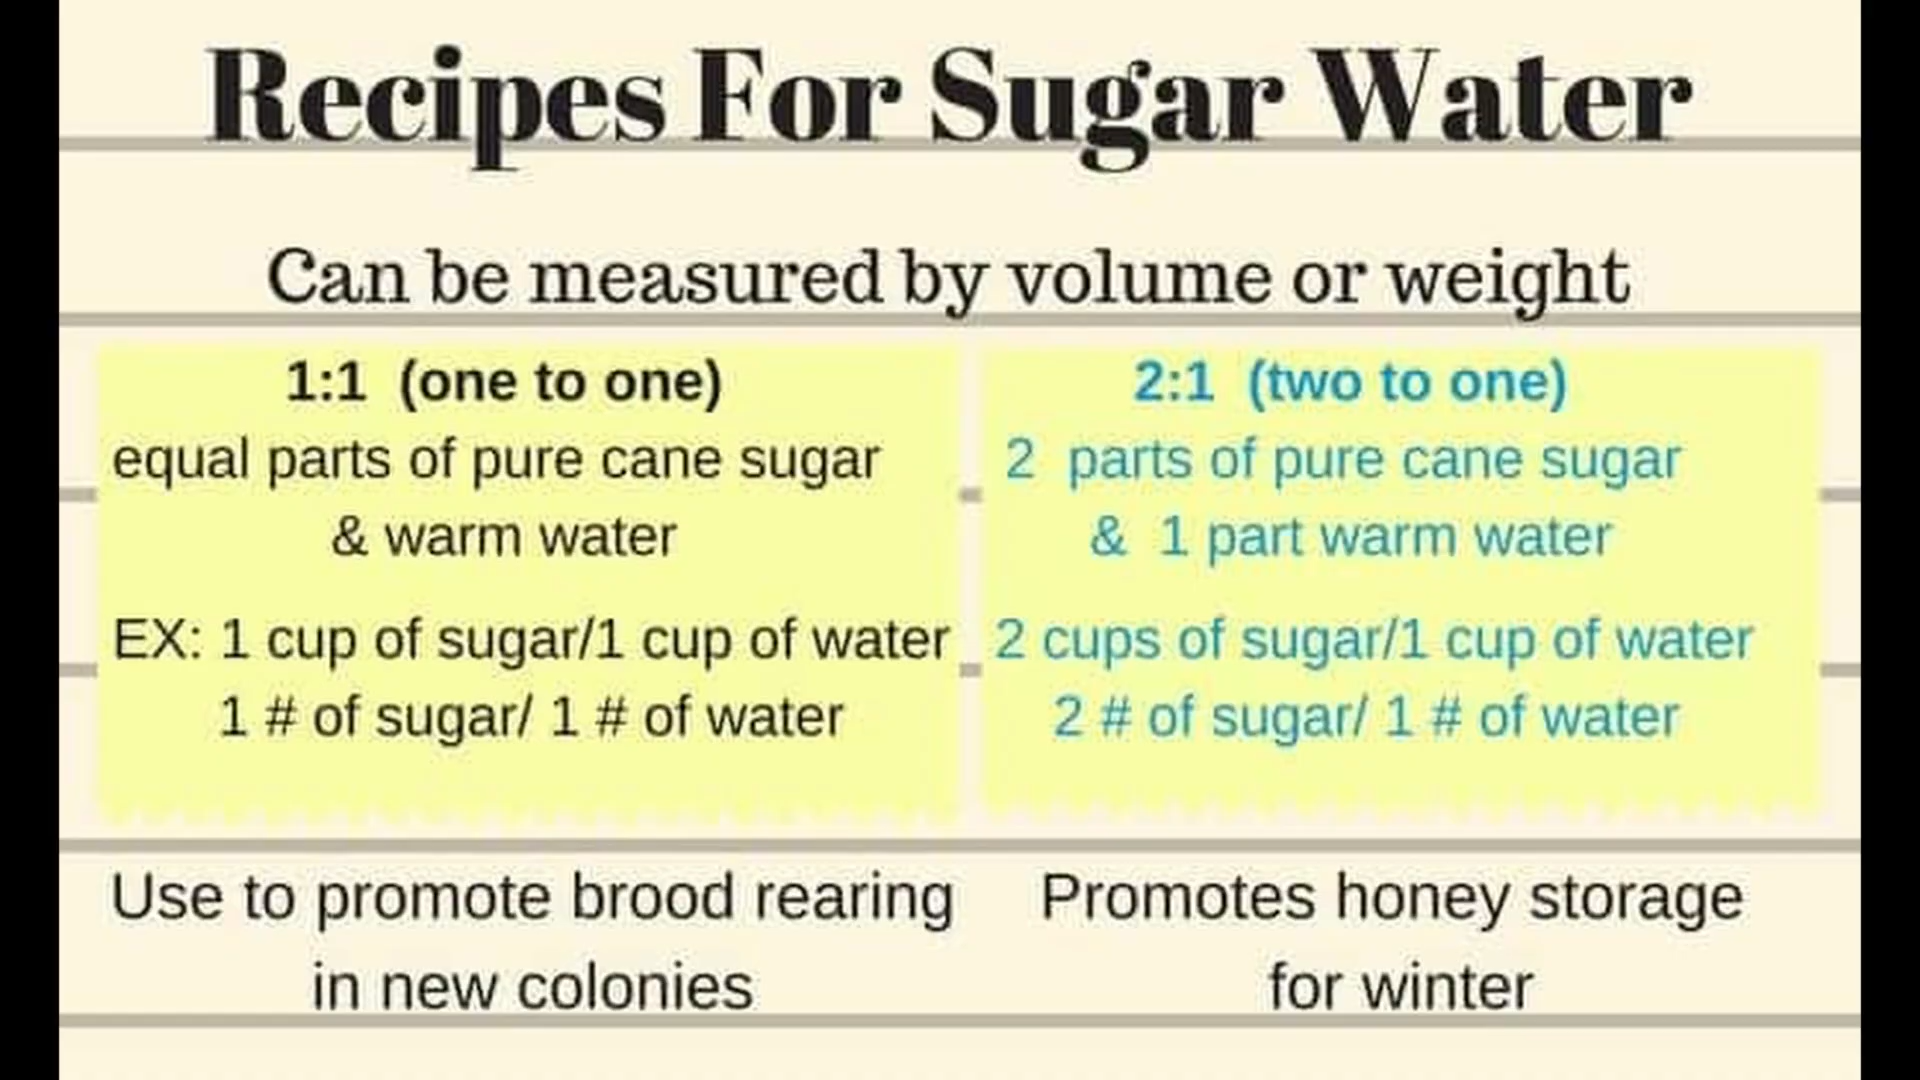 Recipes For Sugar Water
Can be measured by volume or weight
1:1 (one to one)
equal parts of pure cane sugar
& warm water
EX: 1 cup of sugar/1 cup of water
1 # of sugar/ 1 # of water
2:1 (two to one)
2 parts of pure cane sugar
& 1 part warm water
2 cups of sugar/1 cup of water
2 # of sugar/ 1 # of water
Use to promote brood rearing
in new colonies
Promotes honey storage
for winter